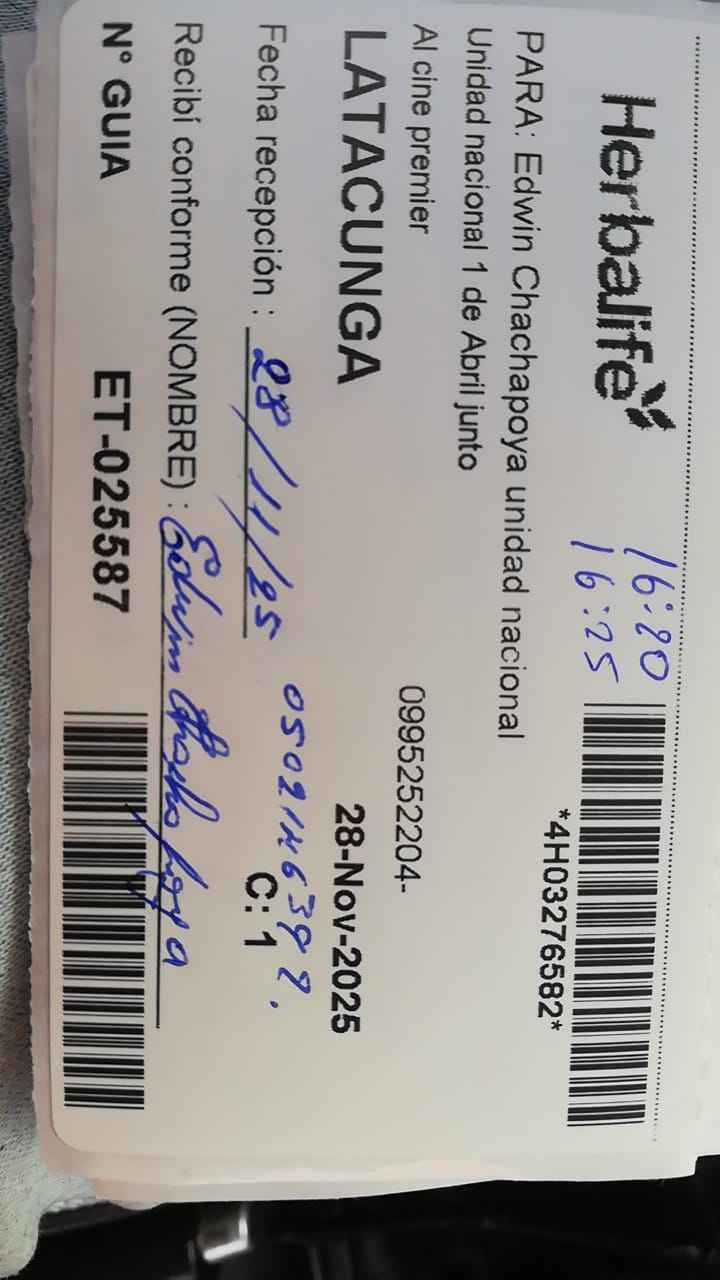 Herbalife
16:20
16:25
*4H03276582*
PARA: Edwin Chachapoya unidad nacional
Unidad nacional 1 de Abril junto
Al cine premier
0995252204-
LATACUNGA
28-Nov-2025
Fecha recepción : 28/11/25
C: 1
Recibí conforme (NOMBRE) : Edwin Chachapoya
N° GUIA ET-025587